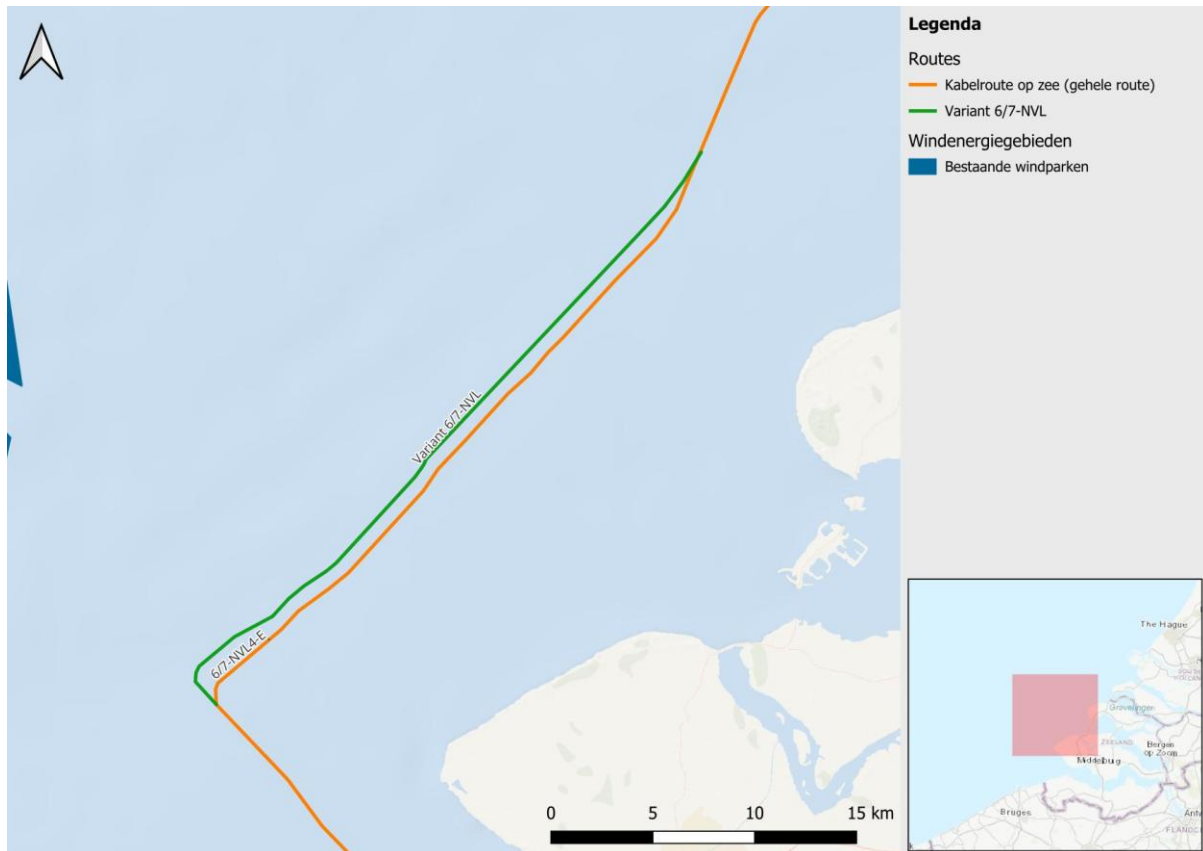 Legenda
Routes
Kabelroute op zee (gehele route)
Variant 6/7-NVL
Windenergiegebieden
Bestaande windparken
Variant 6/7-NVL
6/7-NVL4-E
0 5 10 15 km
The Hague
Grevelingen
ZEELAND
Bergen
op Zoom
Middelburg
Bruges